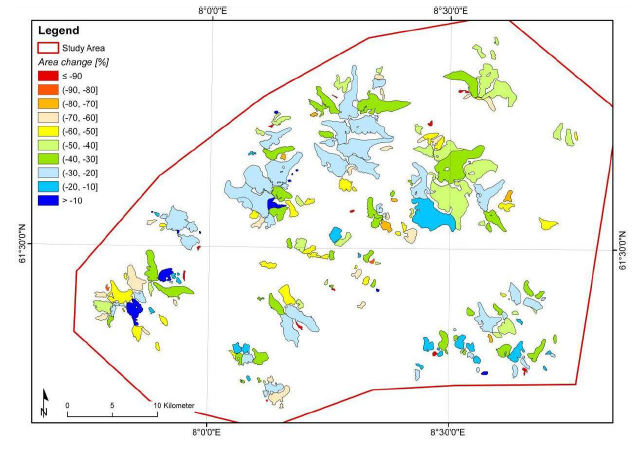 8°0'0"E
8°30'0"E
Legend
Study Area
Area change [%]
≤ -90
(-90, -80]
(-80, -70]
(-70, -60]
(-60, -50]
(-50, -40]
(-40, -30]
(-30, -20]
(-20, -10]
> -10
61°30'0"N
61°30'0"N
N
0 5 10 Kilometer
8°0'0"E
8°30'0"E